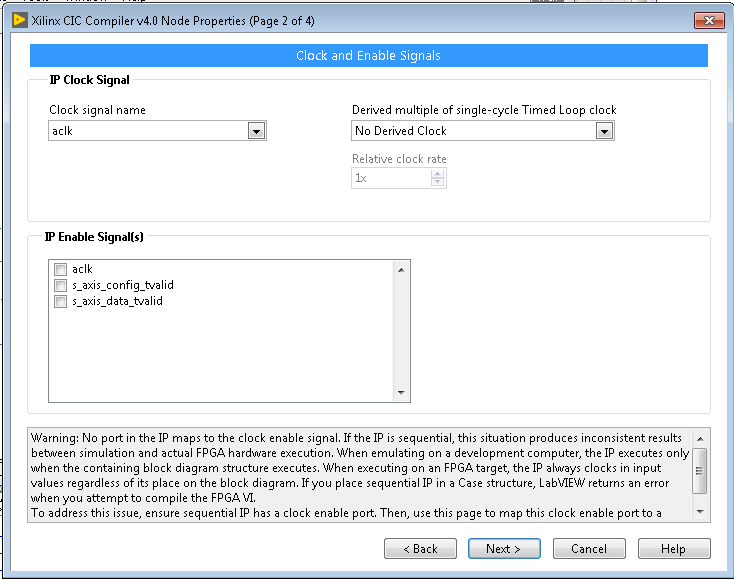 Xilinx CIC Compiler v4.0 Node Properties (Page 2 of 4)
Clock and Enable Signals
IP Clock Signal
Clock signal name
Derived multiple of single-cycle Timed Loop clock
aclk
No Derived Clock
Relative clock rate
1x
IP Enable Signal(s)
aclk
s_axis_config_tvalid
s_axis_data_tvalid
Warning: No port in the IP maps to the clock enable signal. If the IP is sequential, this situation produces inconsistent results
between simulation and actual FPGA hardware execution. When emulating on a development computer, the IP executes only
when the containing block diagram structure executes. When executing on an FPGA target, the IP always clocks in input
values regardless of its place on the block diagram. If you place sequential IP in a Case structure, LabVIEW returns an error
when you attempt to compile the FPGA VI.
To address this issue, ensure sequential IP has a clock enable port. Then, use this page to map this clock enable port to a
< Back
Next >
Cancel
Help